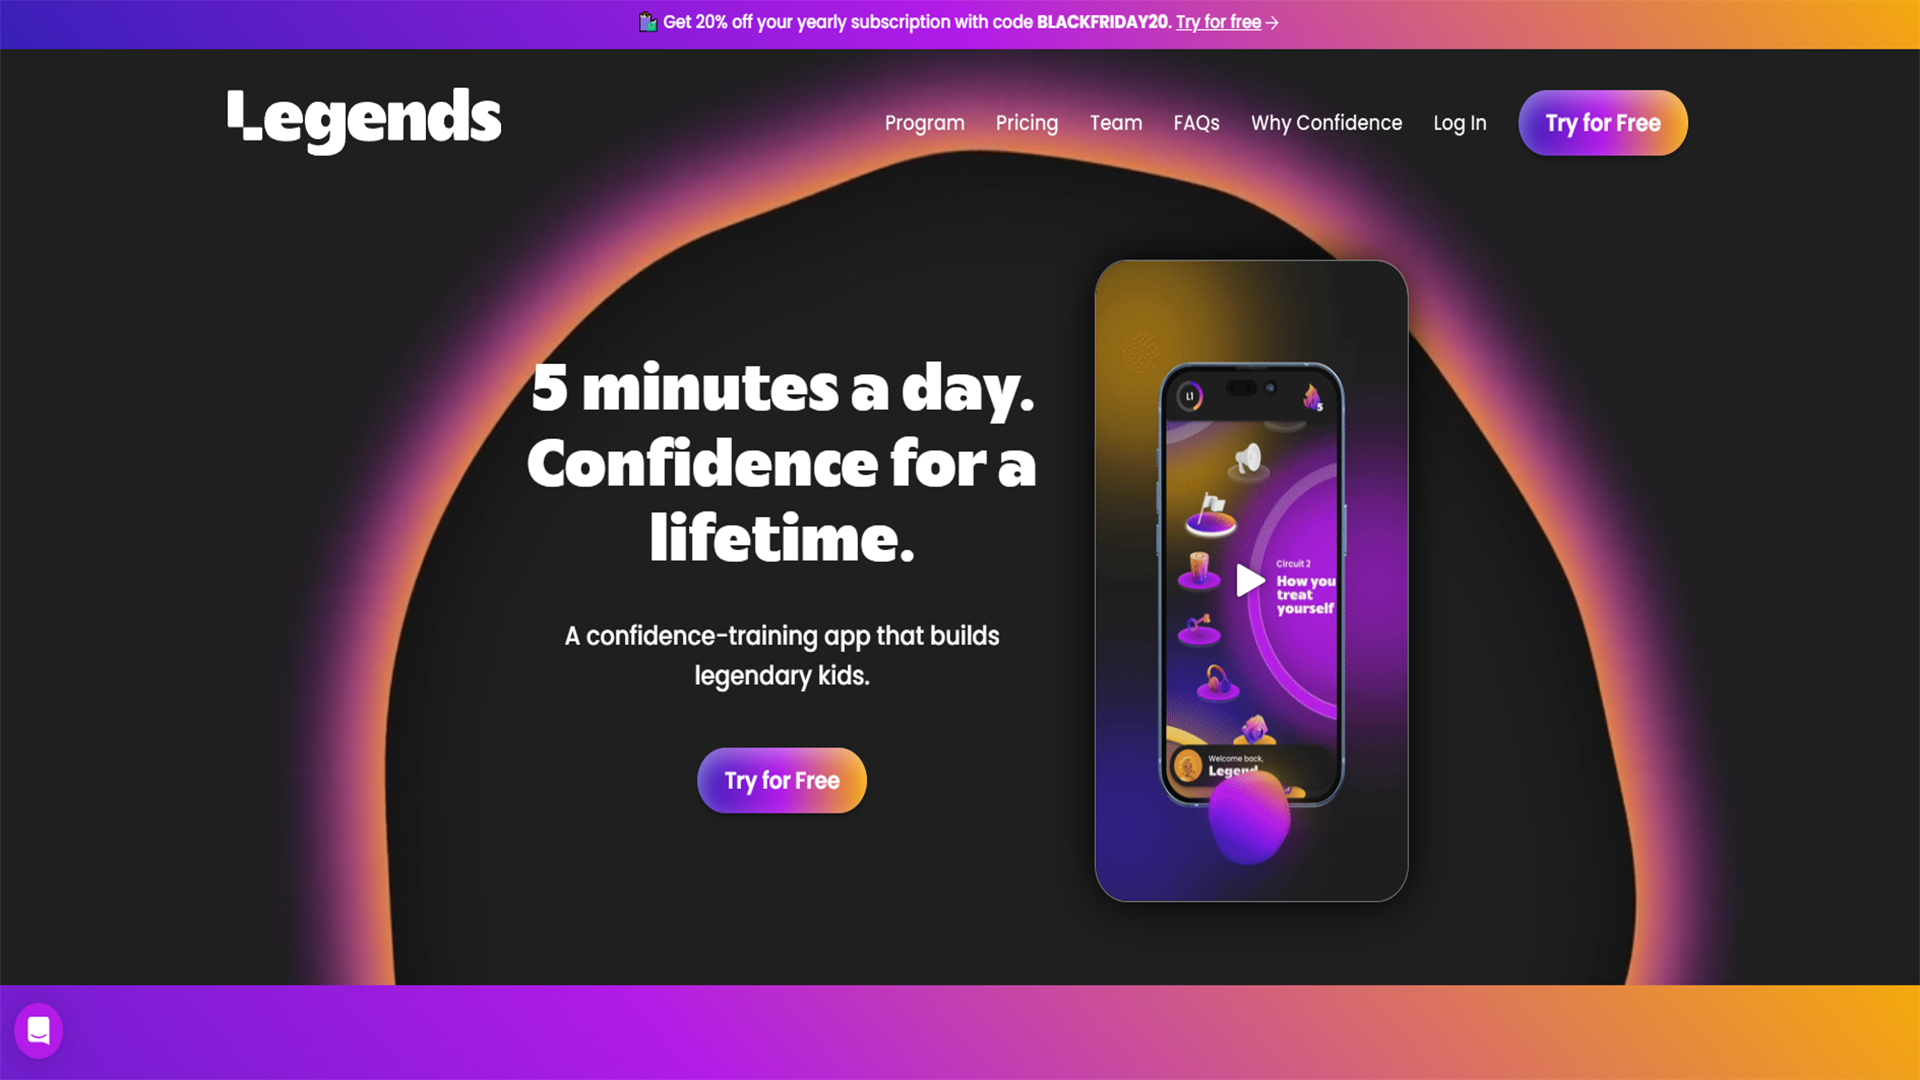 Get 20% off your yearly subscription with code BLACKFRIDAY20. Try for free →
Legends
Program
Pricing
Team
FAQs
Why Confidence
Log In
Try for Free
5 minutes a day.
Confidence for a
lifetime.
A confidence-training app that builds
legendary kids.
Try for Free
L1
5
Circuit 2
How you
treat
yourself
Welcome back,
Legend